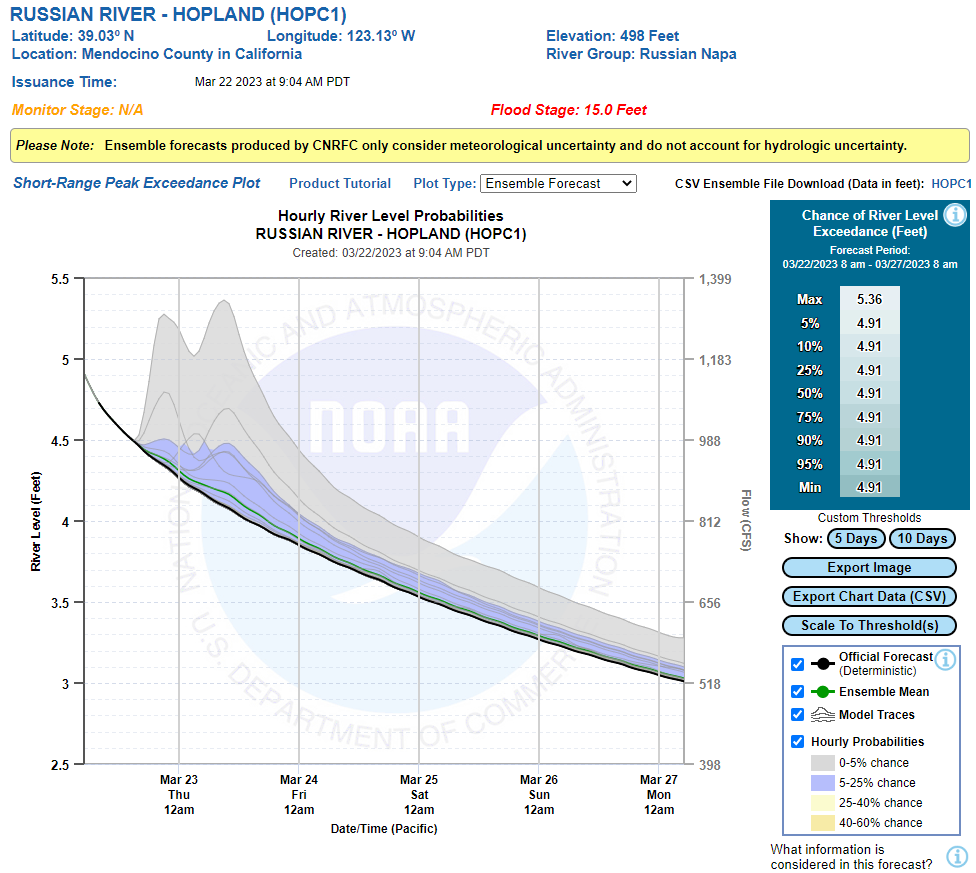 RUSSIAN RIVER - HOPLAND (HOPC1)
Latitude: 39.03º N Longitude: 123.13º W Elevation: 498 Feet
Location: Mendocino County in California River Group: Russian Napa
Issuance Time: Mar 22 2023 at 9:04 AM PDT
Monitor Stage: N/A Flood Stage: 15.0 Feet
Please Note: Ensemble forecasts produced by CNRFC only consider meteorological uncertainty and do not account for hydrologic uncertainty.
Short-Range Peak Exceedance Plot Product Tutorial Plot Type: Ensemble Forecast CSV Ensemble File Download (Data in feet): HOPC1
Hourly River Level Probabilities
RUSSIAN RIVER - HOPLAND (HOPC1)
Created: 03/22/2023 at 9:04 AM PDT
5.5 1,399
5 1,183
4.5 988
4 812
3.5 656
3 518
2.5 398
River Level (Feet)
Flow (CFS)
NOAA
NATIONAL OCEANIC AND ATMOSPHERIC ADMINISTRATION
U.S. DEPARTMENT OF COMMERCE
Mar 23 Mar 24 Mar 25 Mar 26 Mar 27
Thu Fri Sat Sun Mon
12am 12am 12am 12am 12am
Date/Time (Pacific)
Chance of River Level
Exceedance (Feet)
Forecast Period:
03/22/2023 8 am - 03/27/2023 8 am
Max 5.36
5% 4.91
10% 4.91
25% 4.91
50% 4.91
75% 4.91
90% 4.91
95% 4.91
Min 4.91
Custom Thresholds
Show: 5 Days 10 Days
Export Image
Export Chart Data (CSV)
Scale To Threshold(s)
Official Forecast
(Deterministic)
Ensemble Mean
Model Traces
Hourly Probabilities
0-5% chance
5-25% chance
25-40% chance
40-60% chance
What information is
considered in this forecast?